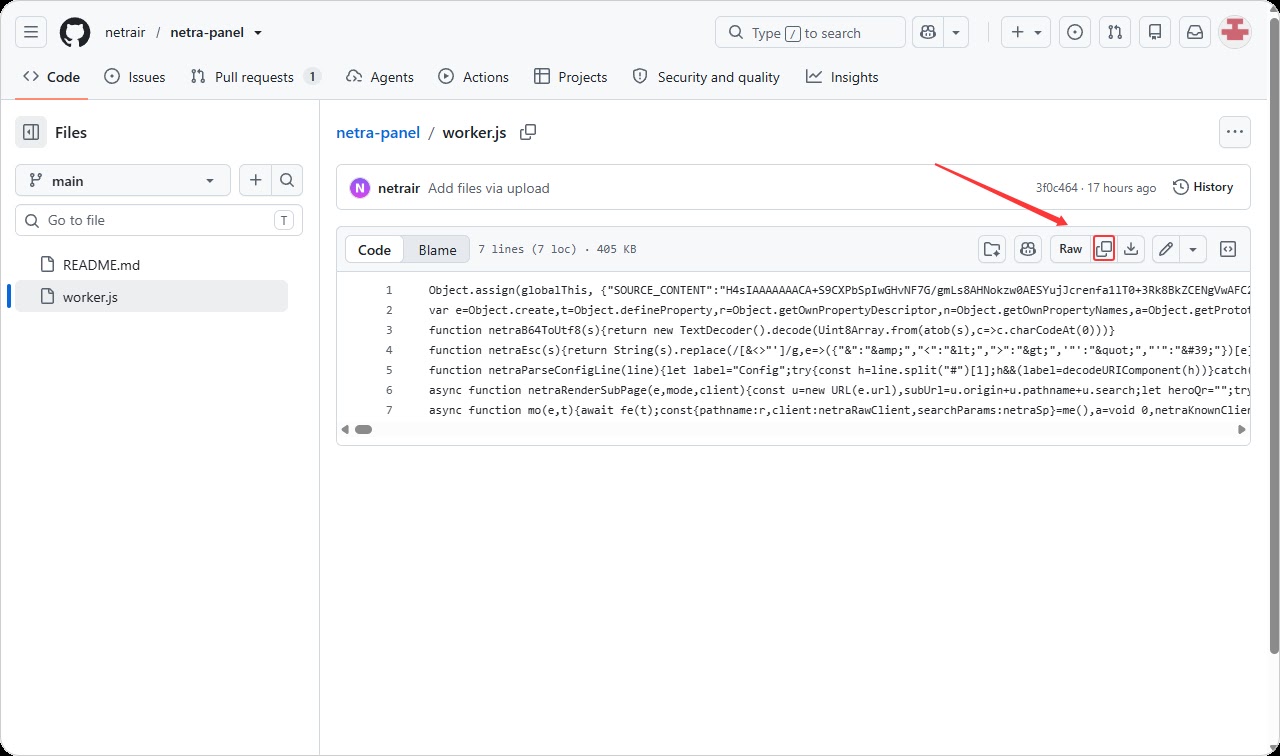 netrair / netra-panel
Type / to search
Code Issues Pull requests 1 Agents Actions Projects Security and quality Insights
Files
main
Go to file T
README.md
worker.js
netra-panel / worker.js
N netrair Add files via upload 3f0c464 · 17 hours ago History
Code Blame 7 lines (7 loc) · 405 KB Raw
1 Object.assign(globalThis, {"SOURCE_CONTENT":"H4sIAAAAAAACA+S9CXPbSpIwGHvNF7G/gmLs8AHNokzw0AESYujJcrenfa1lT0+3Rk8BkZCENgVwAFC2
2 var e=Object.create,t=Object.defineProperty,r=Object.getOwnPropertyDescriptor,n=Object.getOwnPropertyNames,a=Object.getProtot
3 function netraB64ToUtf8(s){return new TextDecoder().decode(Uint8Array.from(atob(s),c=>c.charCodeAt(0)))}
4 function netraEsc(s){return String(s).replace(/[&<>"']/g,e=>({"&":"&amp;","<":"&lt;",">":"&gt;",'"':"&quot;","'":"&#39;"})[e]
5 function netraParseConfigLine(line){let label="Config";try{const h=line.split("#")[1];h&&(label=decodeURIComponent(h))}catch(
6 async function netraRenderSubPage(e,mode,client){const u=new URL(e.url),subUrl=u.origin+u.pathname+u.search;let heroQr="";try
7 async function mo(e,t){await fe(t);const{pathname:r,client:netraRawClient,searchParams:netraSp}=me(),a=void 0,netraKnownClien